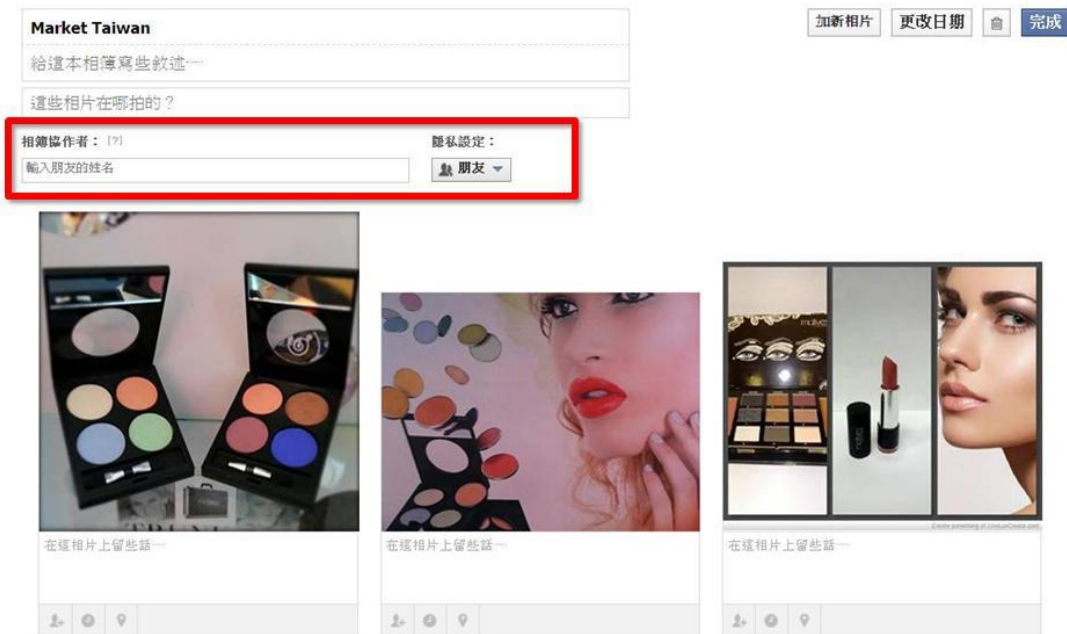 Market Taiwan
加新相片
更改日期
完成
給這本相簿寫些敘述…
這些相片在哪拍的？
相簿協作者： [?]
隱私設定：
輸入朋友的姓名
朋友
motives
在這相片上留些話…
在這相片上留些話…
在這相片上留些話…